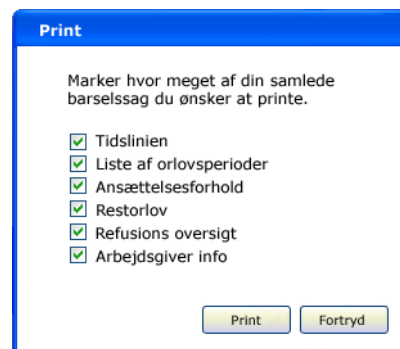 Print
Marker hvor meget af din samlede
barselssag du ønsker at printe.
Tidslinien
Liste af orlovsperioder
Ansættelsesforhold
Restorlov
Refusions oversigt
Arbejdsgiver info
Print Fortryd